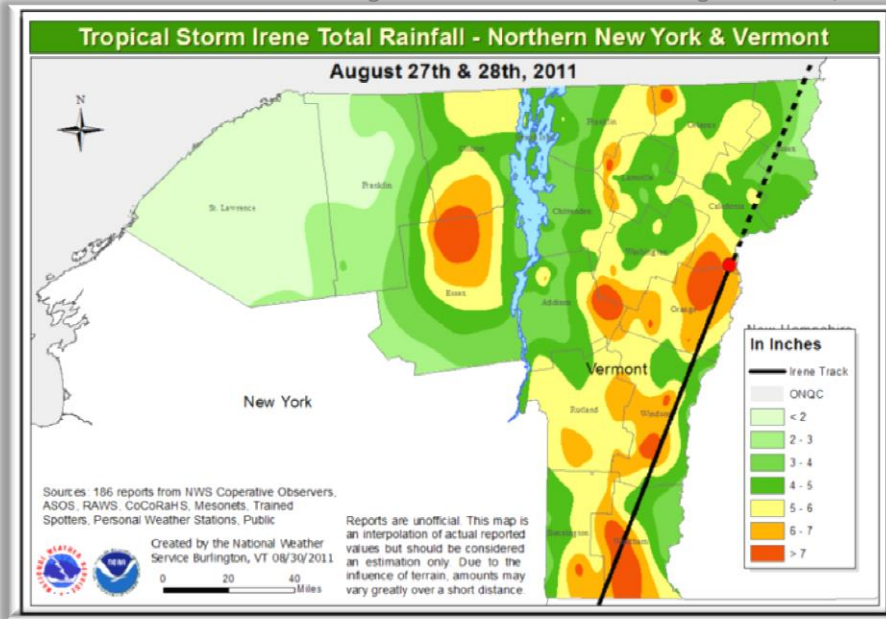 Tropical Storm Irene Total Rainfall - Northern New York & Vermont
August 27th & 28th, 2011
N
Franklin
Orleans
Essex
Clinton
Franklin
Lamoille
St. Lawrence
Chittenden
Caledonia
Washington
Essex
Addison
Orange
New Hampshire
In Inches
Irene Track
ONQC
< 2
2 - 3
3 - 4
4 - 5
5 - 6
6 - 7
> 7
Vermont
New York
Rutland
Windsor
Bennington
Windham
Sources: 186 reports from NWS Coperative Observers,
ASOS, RAWS, CoCoRaHS, Mesonets, Trained
Spotters, Personal Weather Stations, Public
Created by the National Weather
Service Burlington, VT 08/30/2011
0 20 40
Miles
Reports are unofficial. This map is
an interpolation of actual reported
values but should be considered
an estimation only. Due to the
influence of terrain, amounts may
vary greatly over a short distance.
NOAA